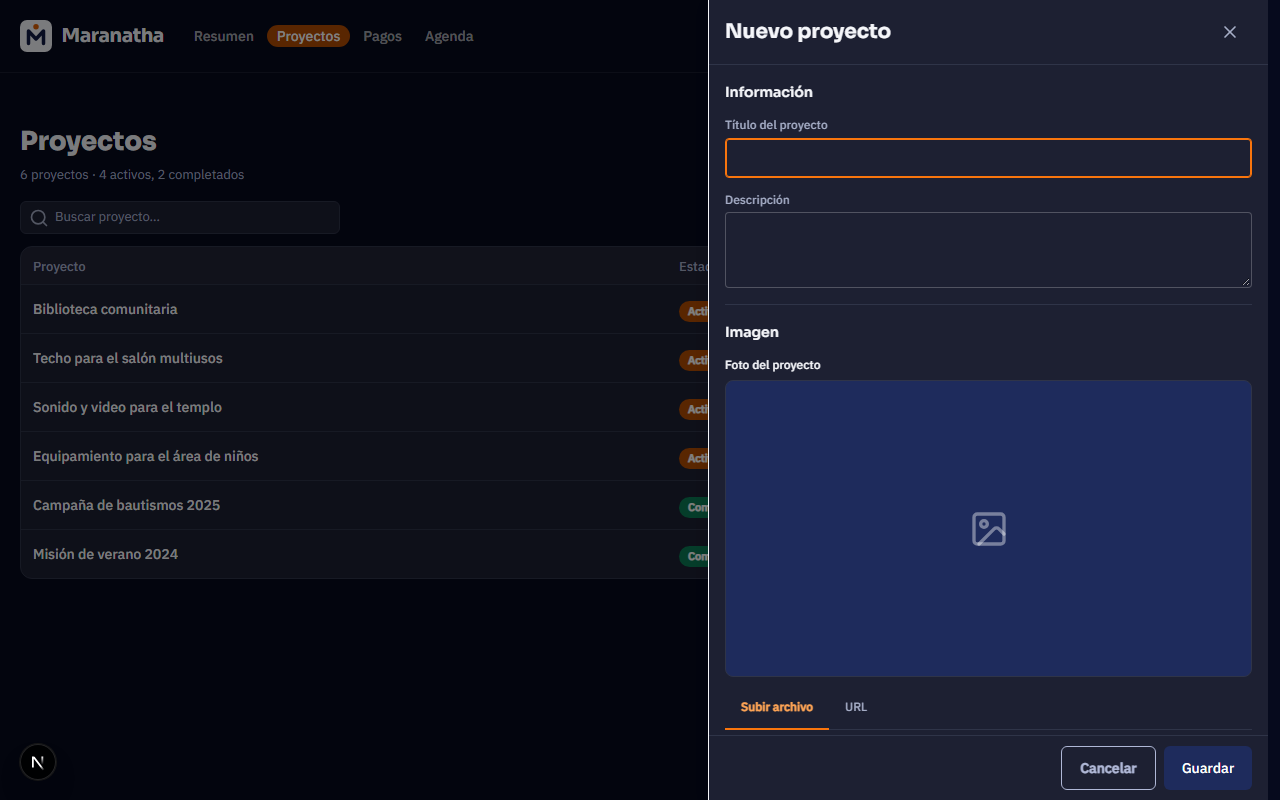 Maranatha
Resumen
Proyectos
Pagos
Agenda
Proyectos
6 proyectos · 4 activos, 2 completados
Buscar proyecto...
Proyecto
Biblioteca comunitaria
Techo para el salón multiusos
Sonido y video para el templo
Equipamiento para el área de niños
Campaña de bautismos 2025
Misión de verano 2024
Nuevo proyecto
Información
Título del proyecto
Descripción
Imagen
Foto del proyecto
Subir archivo
URL
Cancelar
Guardar